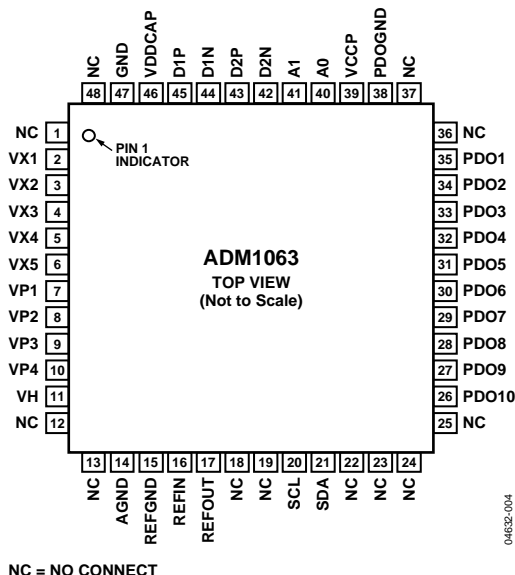 NC GND VDDCAP D1P D1N D2P D2N A1 A0 VCCP PDOGND NC
48 47 46 45 44 43 42 41 40 39 38 37
NC 1
VX1 2
VX2 3
VX3 4
VX4 5
VX5 6
VP1 7
VP2 8
VP3 9
VP4 10
VH 11
NC 12
PIN 1
INDICATOR
ADM1063
TOP VIEW
(Not to Scale)
36 NC
35 PDO1
34 PDO2
33 PDO3
32 PDO4
31 PDO5
30 PDO6
29 PDO7
28 PDO8
27 PDO9
26 PDO10
25 NC
13 14 15 16 17 18 19 20 21 22 23 24
NC AGND REFGND REFIN REFOUT NC NC SCL SDA NC NC NC
04632-004
NC = NO CONNECT